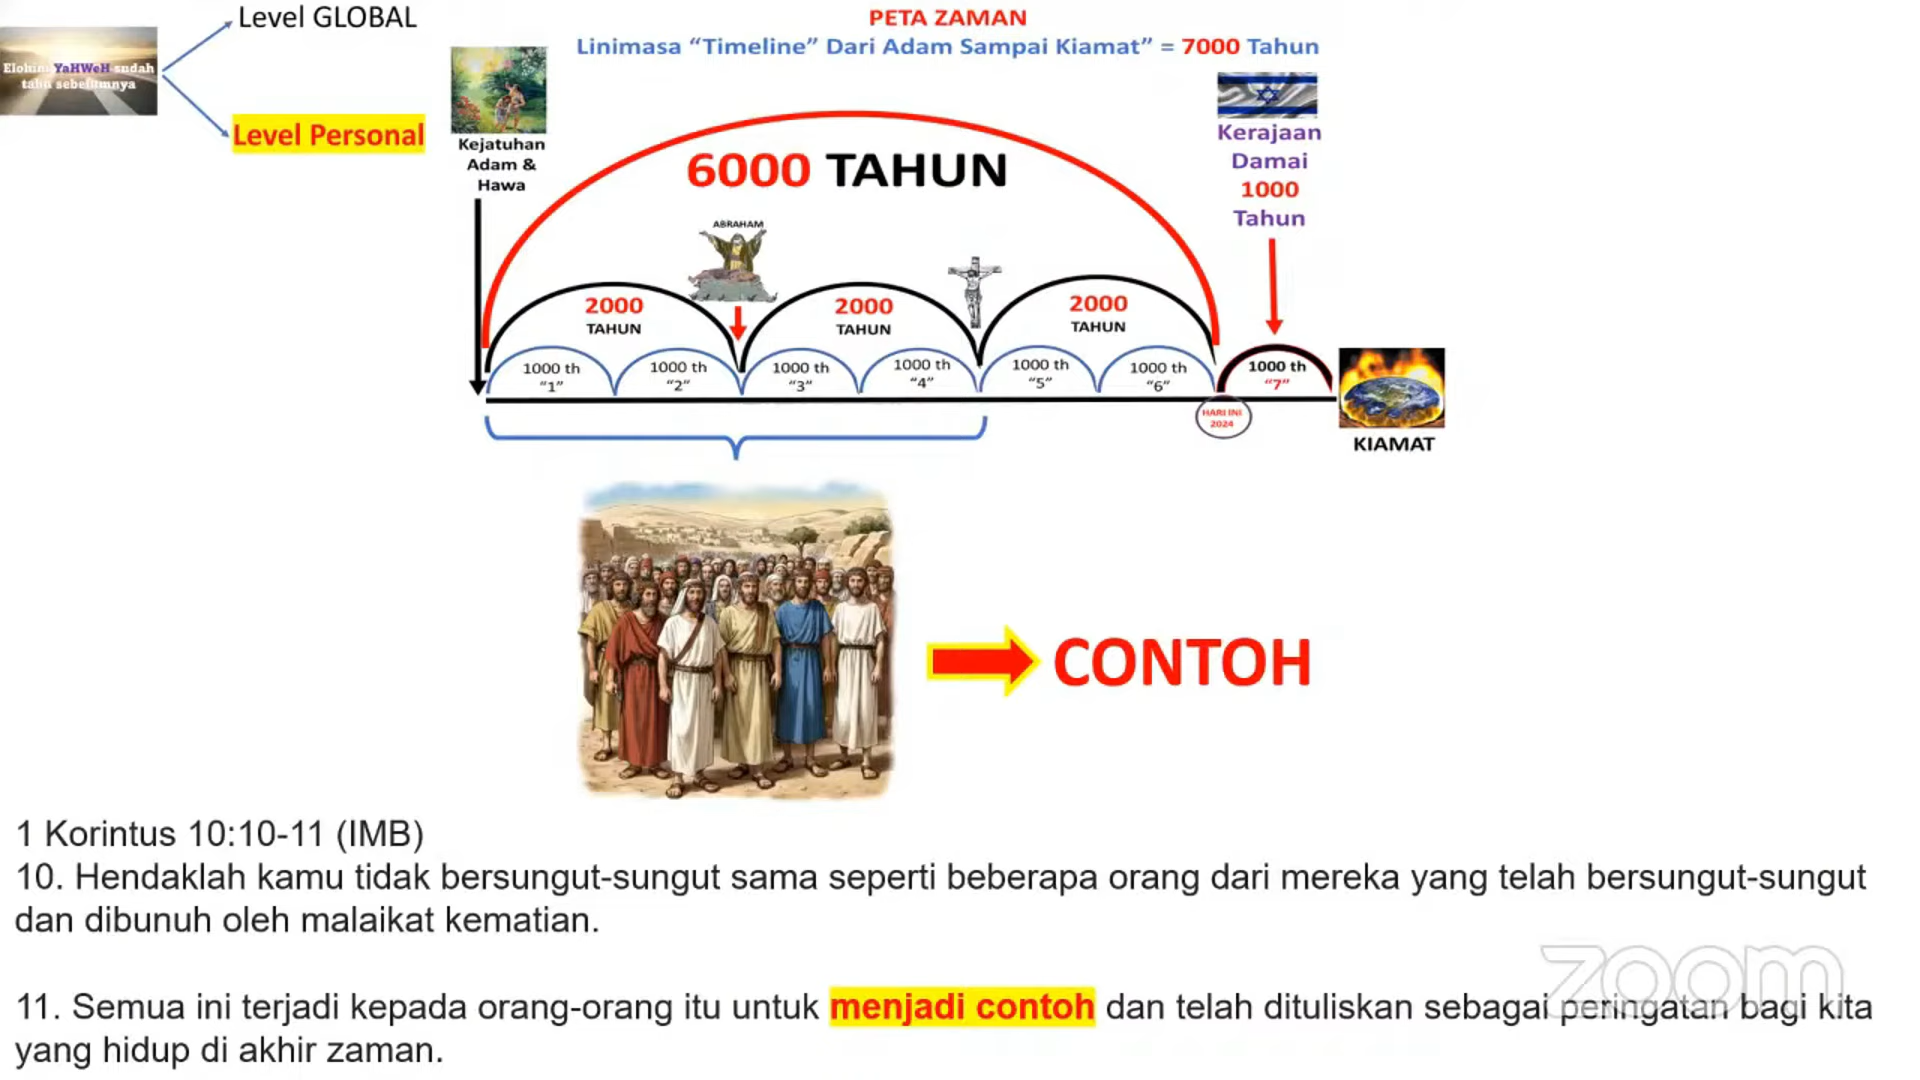 Level GLOBAL
Elohim YaHWeH sudah
tahu sebelumnya
Level Personal
PETA ZAMAN
Linimasa “Timeline” Dari Adam Sampai Kiamat” = 7000 Tahun
Kejatuhan
Adam &
Hawa
6000 TAHUN
Kerajaan
Damai
1000
Tahun
ABRAHAM
2000
TAHUN
2000
TAHUN
2000
TAHUN
1000 th
“1”
1000 th
“2”
1000 th
“3”
1000 th
“4”
1000 th
“5”
1000 th
“6”
1000 th
“7”
HARI INI
2024
KIAMAT
CONTOH
1 Korintus 10:10-11 (IMB)
10. Hendaklah kamu tidak bersungut-sungut sama seperti beberapa orang dari mereka yang telah bersungut-sungut
dan dibunuh oleh malaikat kematian.
zoom
11. Semua ini terjadi kepada orang-orang itu untuk menjadi contoh dan telah dituliskan sebagai peringatan bagi kita
yang hidup di akhir zaman.